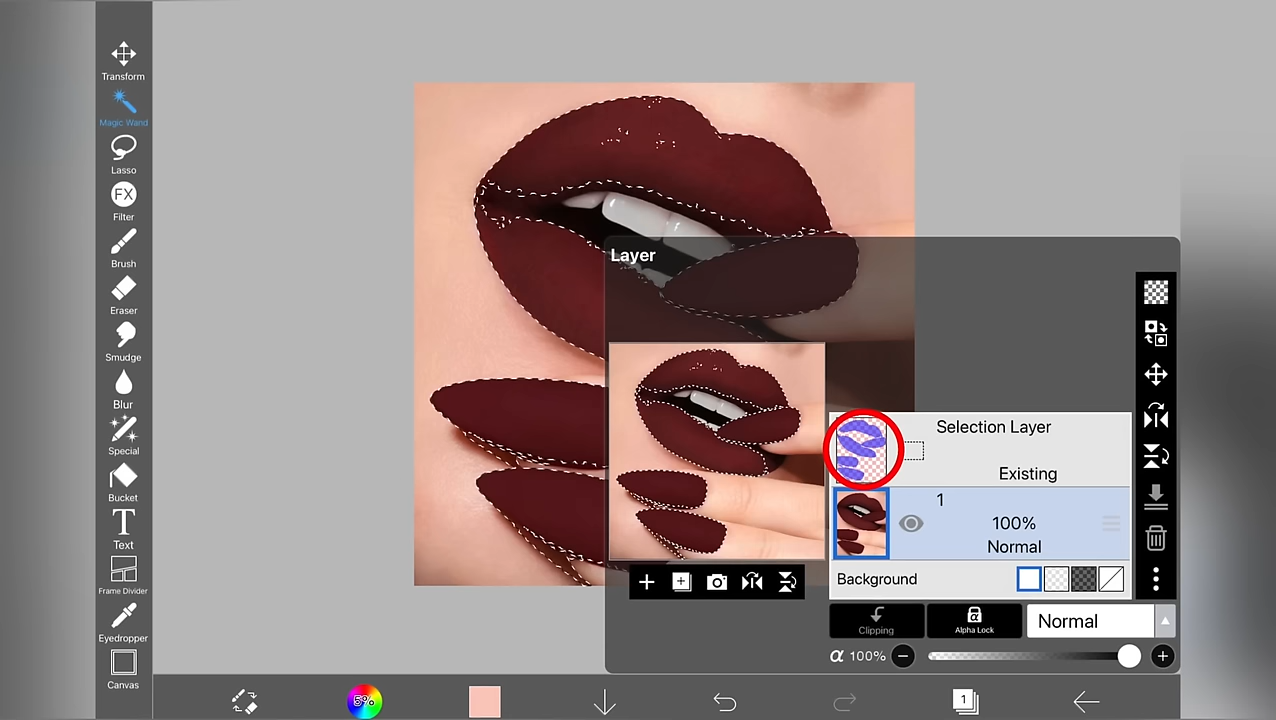 Transform
Magic Wand
Lasso
FX
Filter
Brush
Eraser
Smudge
Blur
Special
Bucket
T
Text
Frame Divider
Eyedropper
Canvas
Layer
Selection Layer
Existing
1
100%
Normal
Background
Clipping
α
Alpha Lock
Normal
α 100%
5%
1